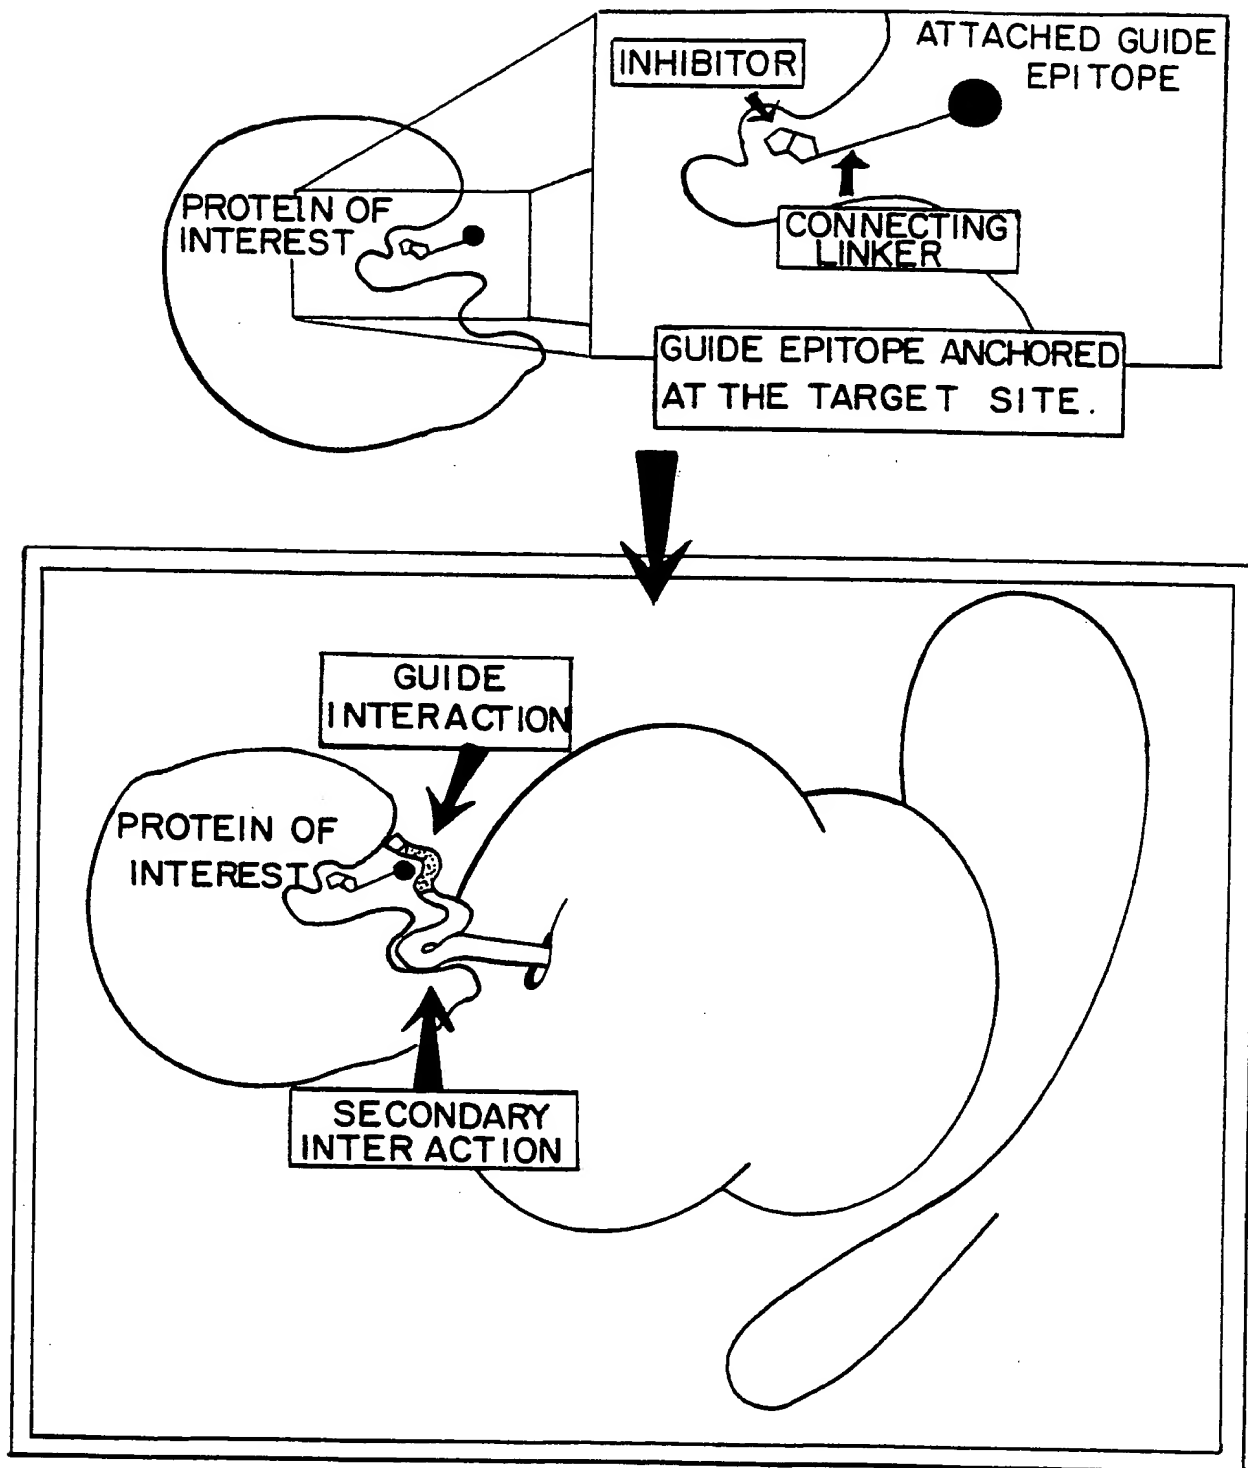 INHIBITOR
ATTACHED GUIDE
EPITOPE
PROTEIN OF
INTEREST
CONNECTING
LINKER
GUIDE EPITOPE ANCHORED
AT THE TARGET SITE.
GUIDE
INTERACTION
PROTEIN OF
INTEREST
SECONDARY
INTERACTION